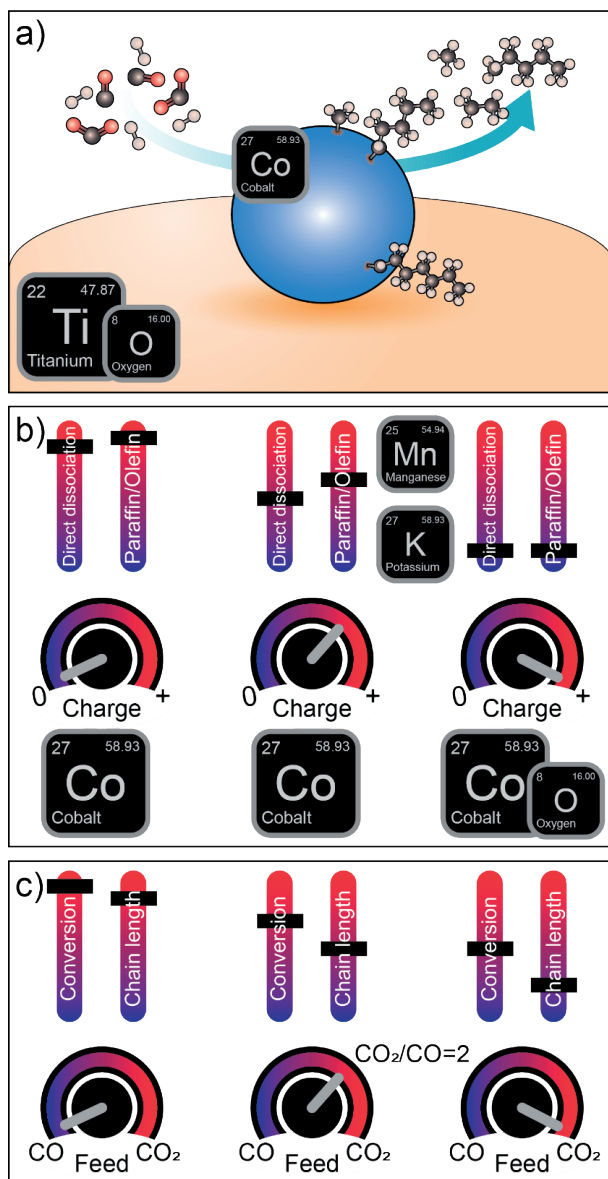 a)
27 58.93
Co
Cobalt
22 47.87
Ti
Titanium
8 16.00
O
Oxygen
b)
Direct dissociation
Paraffin/Olefin
Direct dissociation
Paraffin/Olefin
25 54.94
Mn
Manganese
27 58.93
K
Potassium
Direct dissociation
Paraffin/Olefin
0 +
Charge
0 +
Charge
0 +
Charge
27 58.93
Co
Cobalt
27 58.93
Co
Cobalt
27 58.93
Co
Cobalt
8 16.00
O
Oxygen
c)
Conversion
Chain length
Conversion
Chain length
Conversion
Chain length
CO₂/CO=2
CO CO₂
Feed
CO CO₂
Feed
CO CO₂
Feed